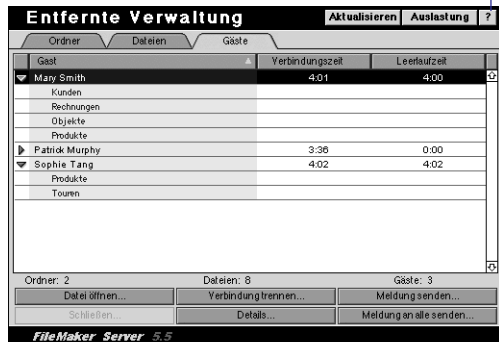 Entfernte Verwaltung Aktualisieren Auslastung ?
Ordner Dateien Gäste
Gast Verbindungszeit Leerlaufzeit
Mary Smith 4:01 4:00
Kunden
Rechnungen
Objekte
Produkte
Patrick Murphy 3:36 0:00
Sophie Tang 4:02 4:02
Produkte
Touren
Ordner: 2 Dateien: 8 Gäste: 3
Datei öffnen... Verbindung trennen... Meldung senden...
Schließen... Details... Meldung an alle senden...
FileMaker Server 5.5